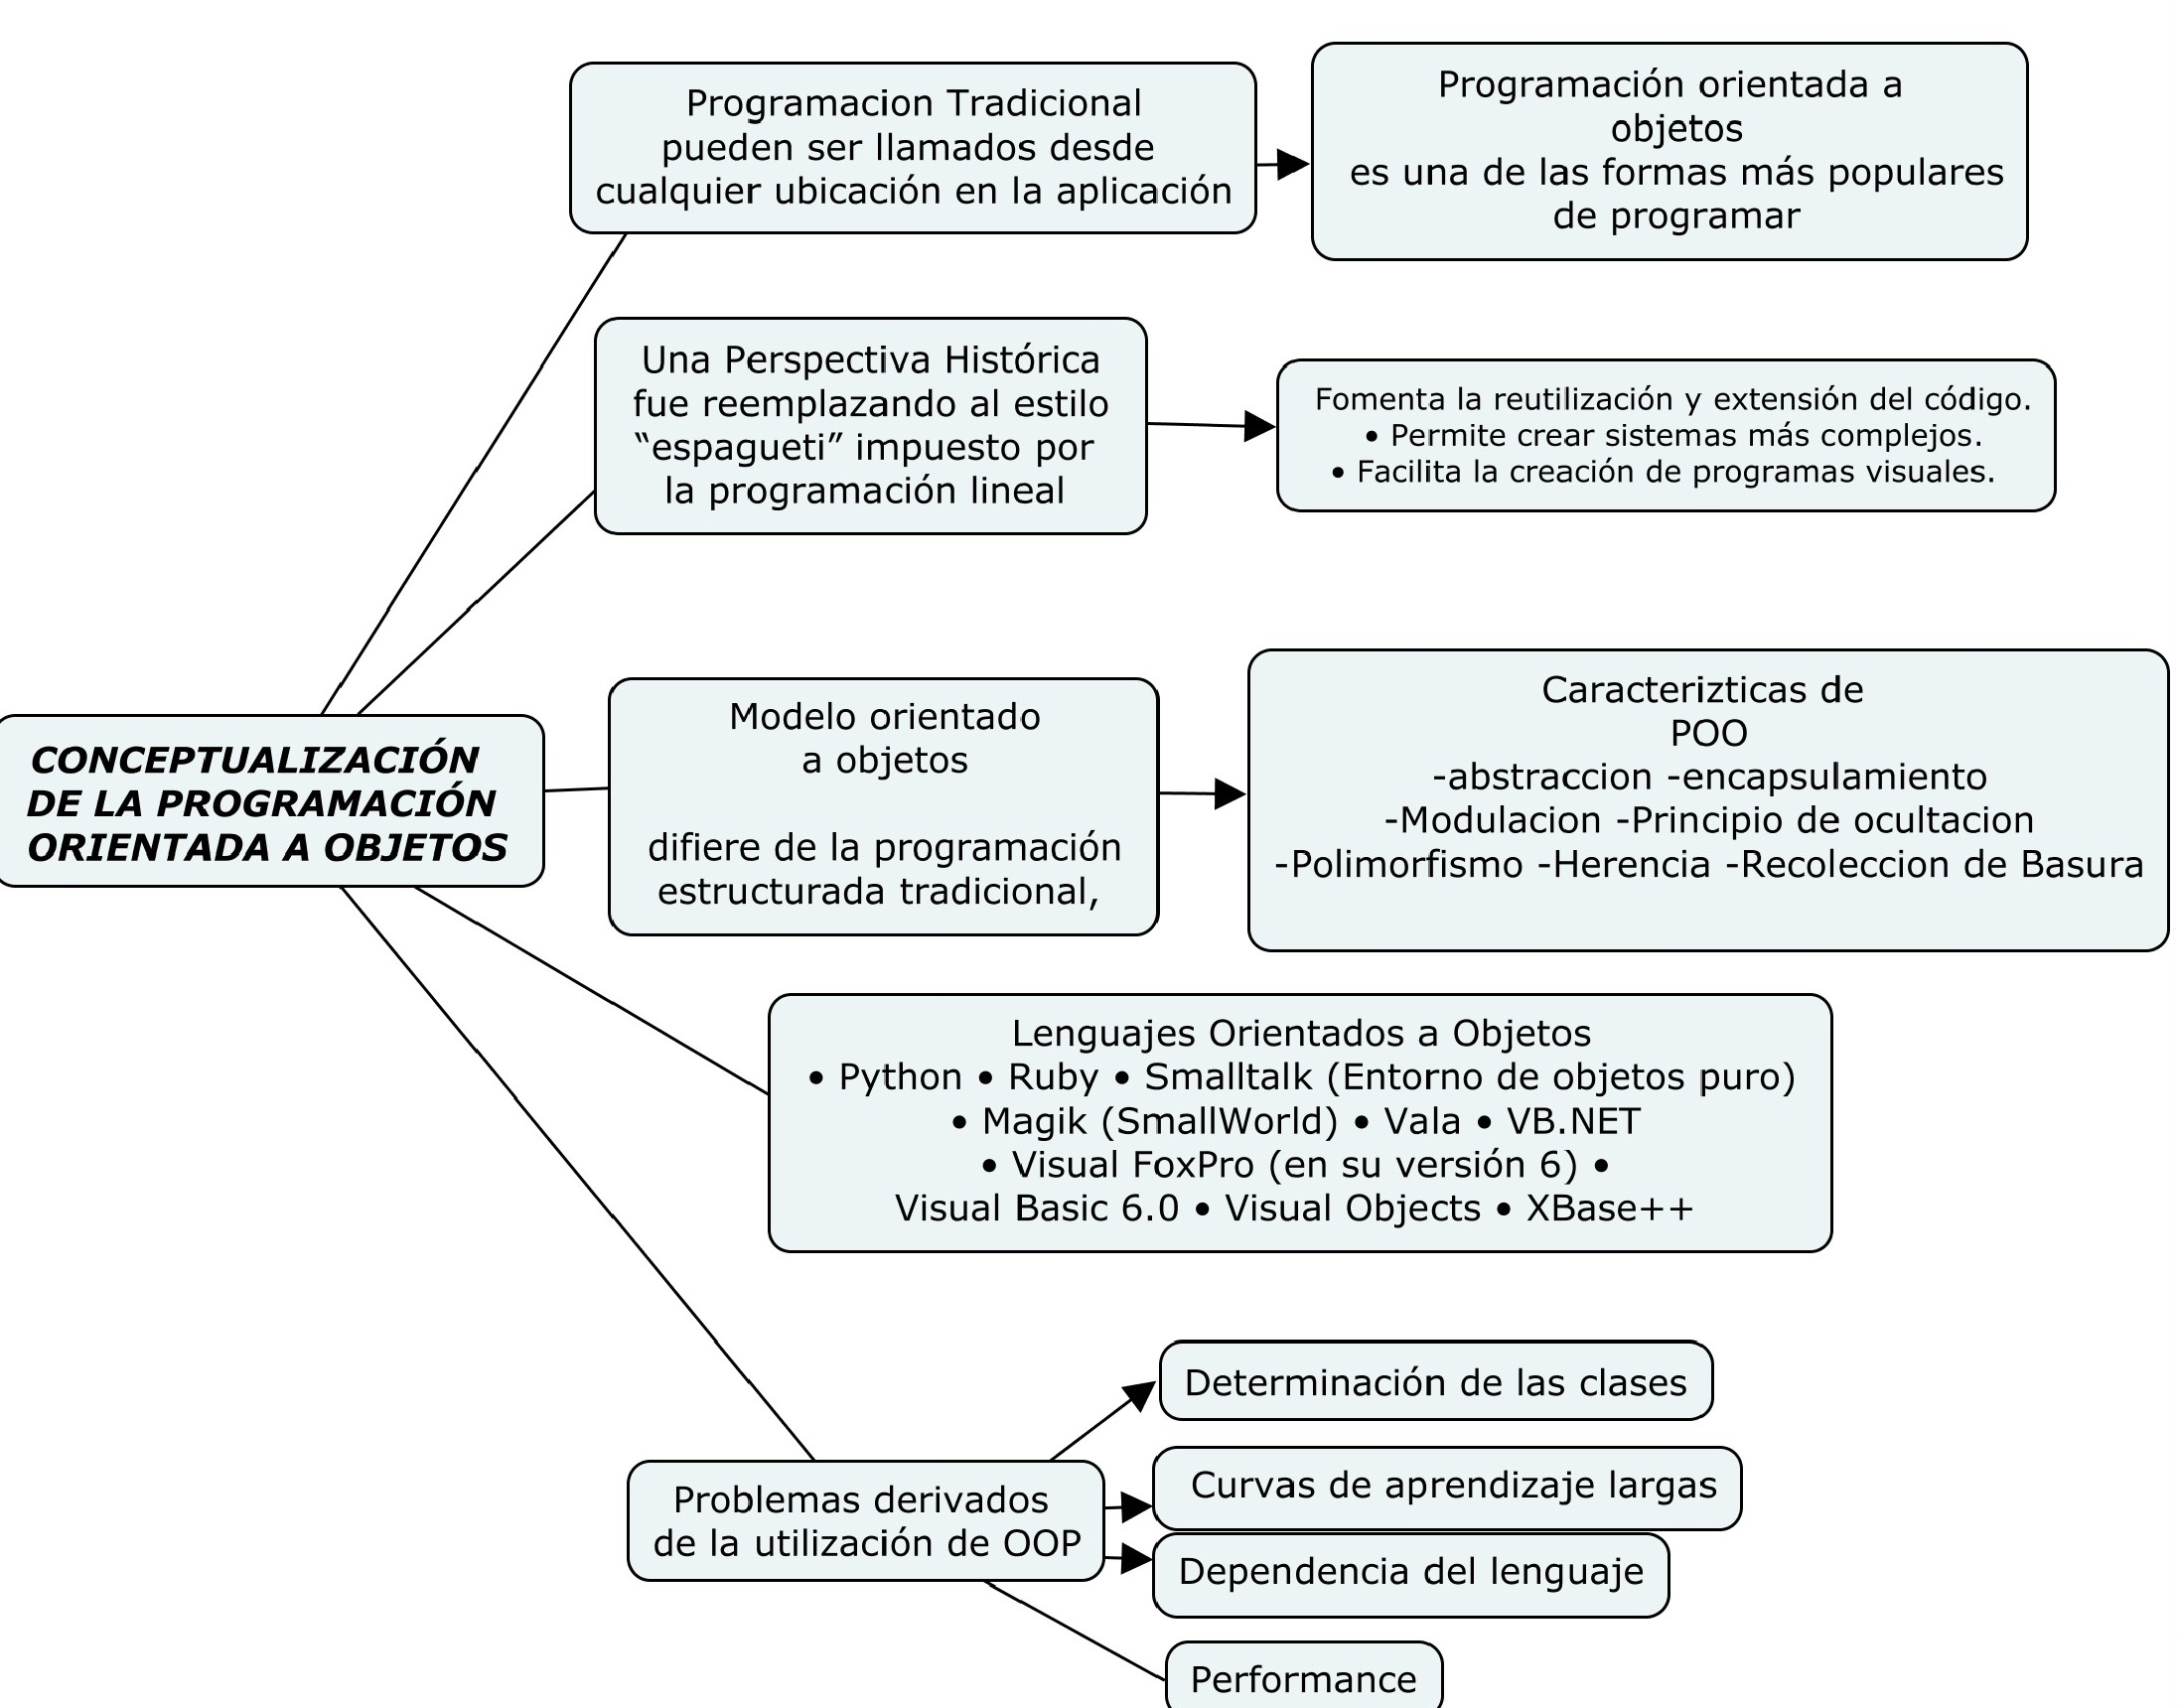 Programacion Tradicional
pueden ser llamados desde
cualquier ubicación en la aplicación
Programación orientada a
objetos
es una de las formas más populares
de programar
Una Perspectiva Histórica
fue reemplazando al estilo
“espagueti” impuesto por
la programación lineal
Fomenta la reutilización y extensión del código.
• Permite crear sistemas más complejos.
• Facilita la creación de programas visuales.
CONCEPTUALIZACIÓN
DE LA PROGRAMACIÓN
ORIENTADA A OBJETOS
Modelo orientado
a objetos
difiere de la programación
estructurada tradicional,
Caracterizticas de
POO
-abstraccion -encapsulamiento
-Modulacion -Principio de ocultacion
-Polimorfismo -Herencia -Recoleccion de Basura
Lenguajes Orientados a Objetos
• Python • Ruby • Smalltalk (Entorno de objetos puro)
• Magik (SmallWorld) • Vala • VB.NET
• Visual FoxPro (en su versión 6) •
Visual Basic 6.0 • Visual Objects • XBase++
Problemas derivados
de la utilización de OOP
Determinación de las clases
Curvas de aprendizaje largas
Dependencia del lenguaje
Performance